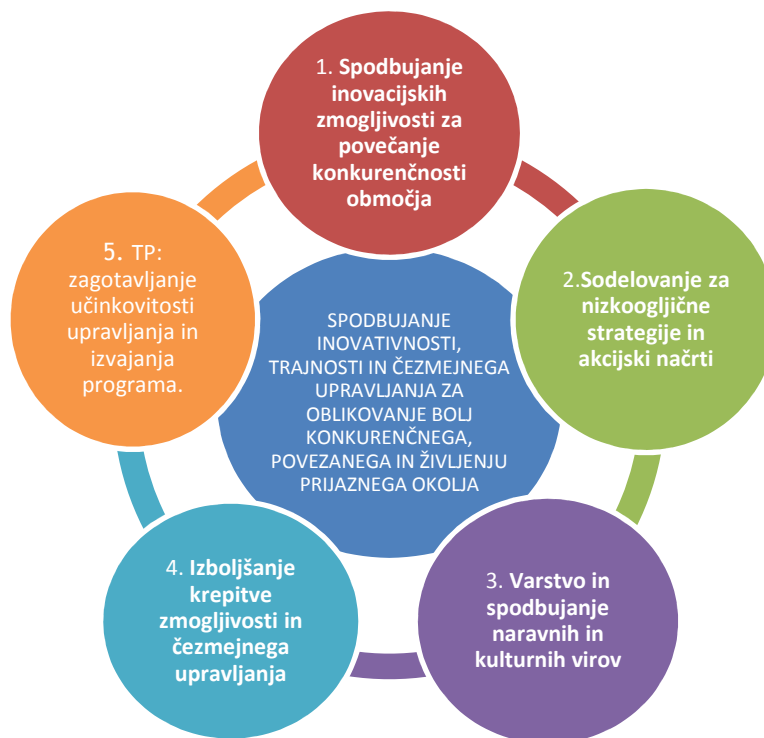 1. Spodbujanje
inovacijskih
zmogljivosti za
povečanje
konkurenčnosti
območja
2.Sodelovanje za
nizkoogljične
strategije in
akcijski načrti
3. Varstvo in
spodbujanje
naravnih in
kulturnih virov
4. Izboljšanje
krepitve
zmogljivosti in
čezmejnega
upravljanja
5. TP:
zagotavljanje
učinkovitosti
upravljanja in
izvajanja
programa.
SPODBUJANJE
INOVATIVNOSTI,
TRAJNOSTI IN ČEZMEJNEGA
UPRAVLJANJA ZA
OBLIKOVANJE BOLJ
KONKURENČNEGA,
POVEZANEGA IN ŽIVLJENJU
PRIJAZNEGA OKOLJA